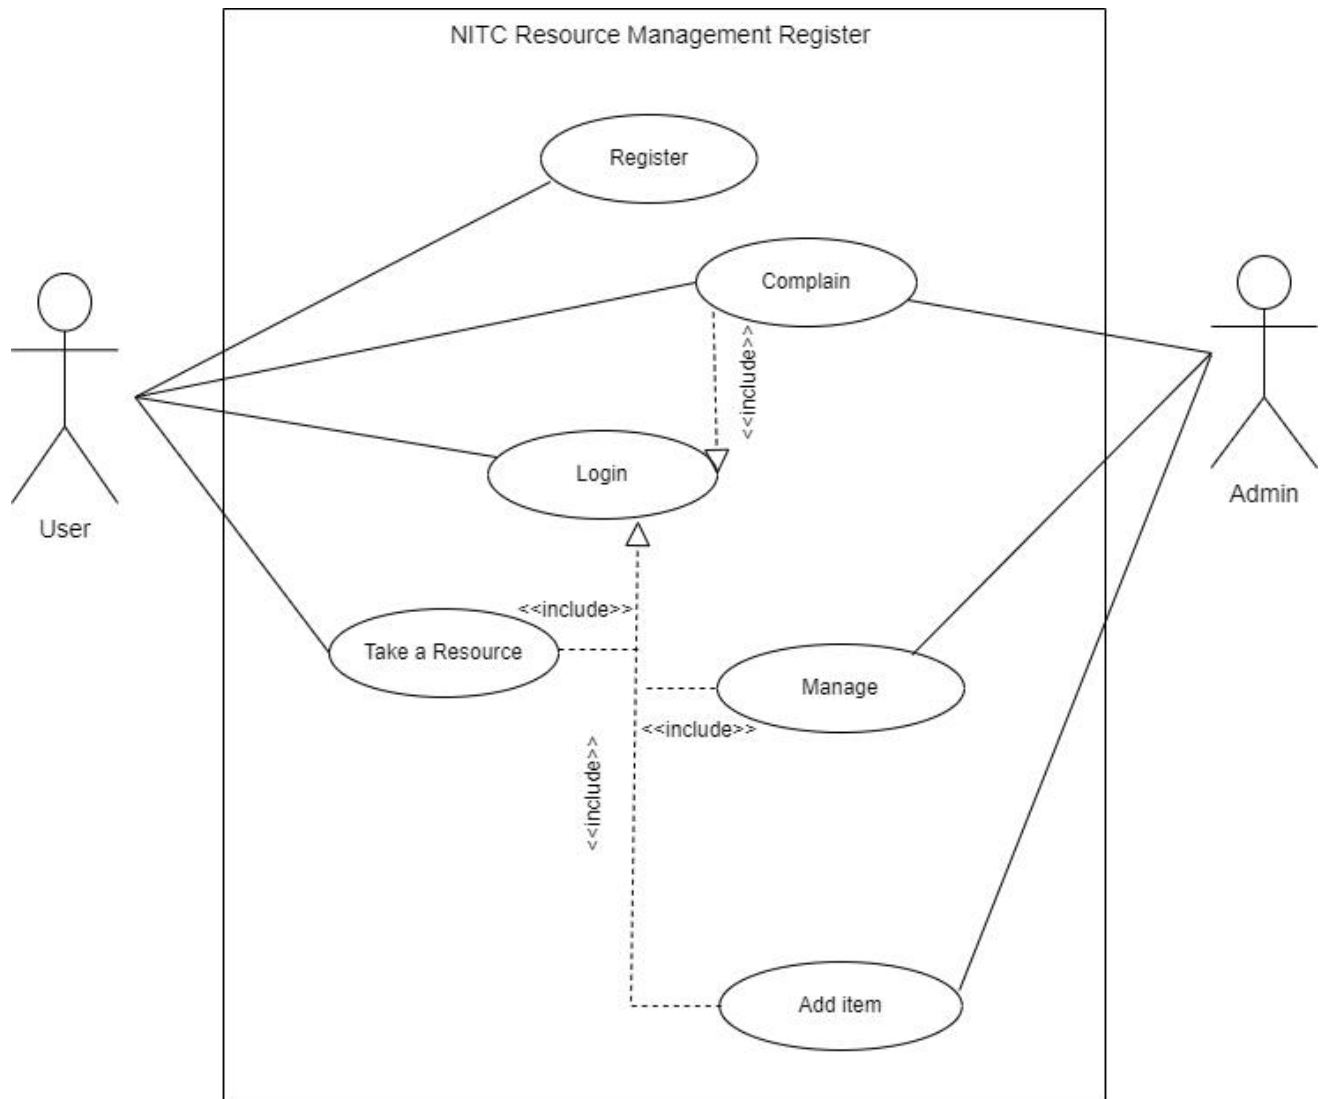 NITC Resource Management Register
Register
Complain
<<include>>
Login
User
Admin
<<include>>
Take a Resource
Manage
<<include>>
<<include>>
Add item